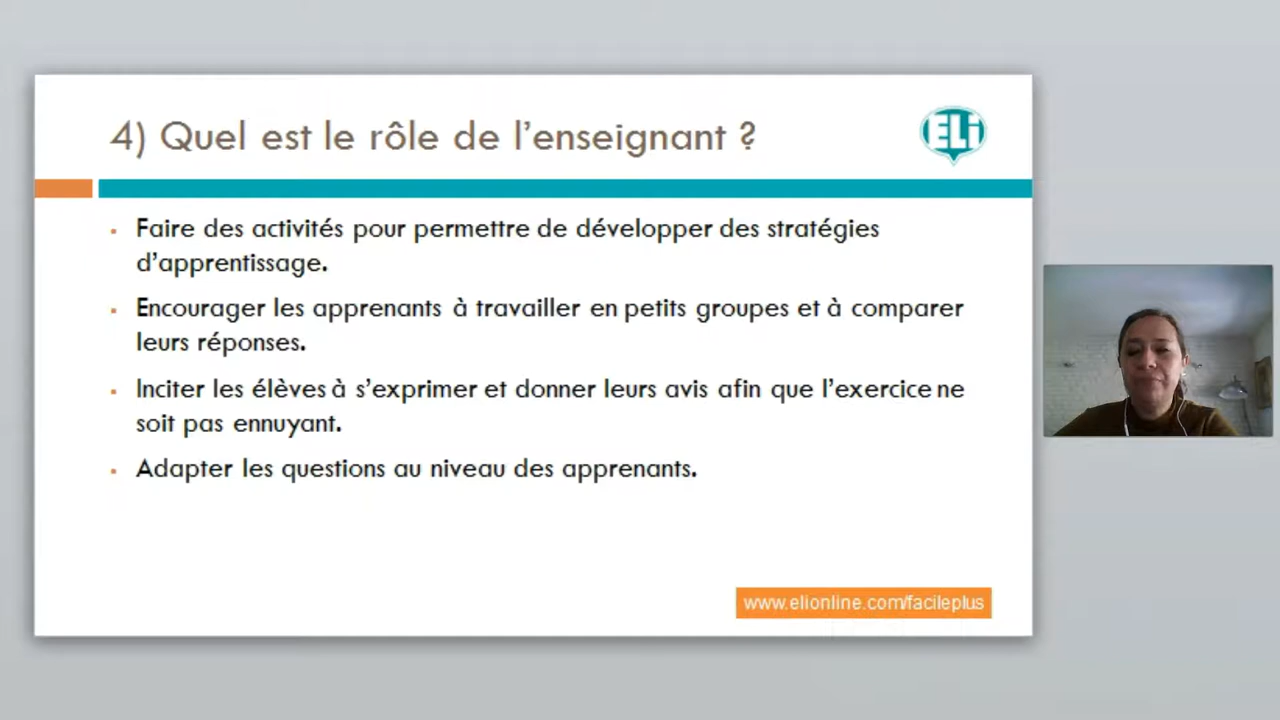 4) Quel est le rôle de l’enseignant ?
ELi
Faire des activités pour permettre de développer des stratégies
d’apprentissage.
Encourager les apprenants à travailler en petits groupes et à comparer
leurs réponses.
Inciter les élèves à s’exprimer et donner leurs avis afin que l’exercice ne
soit pas ennuyant.
Adapter les questions au niveau des apprenants.
www.elionline.com/facileplus